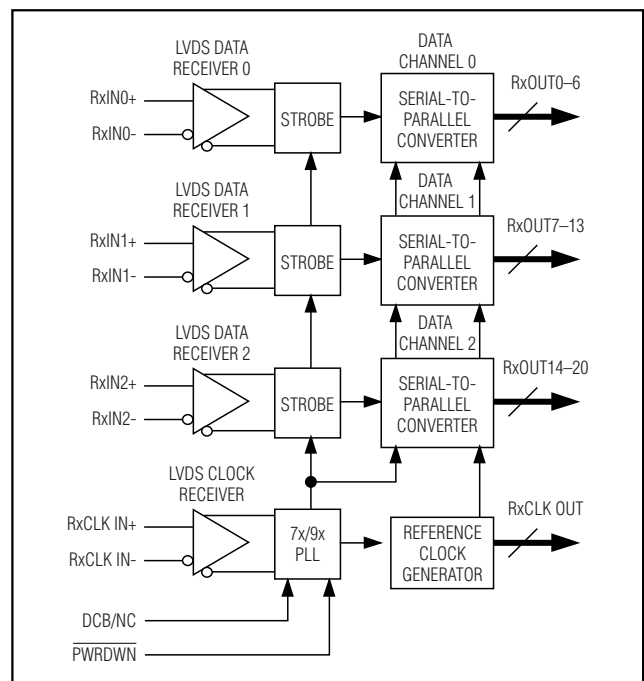 LVDS DATA
RECEIVER 0
DATA
CHANNEL 0
RxIN0+
RxIN0-
STROBE
SERIAL-TO-
PARALLEL
CONVERTER
RxOUT0–6
LVDS DATA
RECEIVER 1
DATA
CHANNEL 1
RxIN1+
RxIN1-
STROBE
SERIAL-TO-
PARALLEL
CONVERTER
RxOUT7–13
LVDS DATA
RECEIVER 2
DATA
CHANNEL 2
RxIN2+
RxIN2-
STROBE
SERIAL-TO-
PARALLEL
CONVERTER
RxOUT14–20
LVDS CLOCK
RECEIVER
RxCLK IN+
RxCLK IN-
7x/9x
PLL
REFERENCE
CLOCK
GENERATOR
RxCLK OUT
DCB/NC
PWRDWN